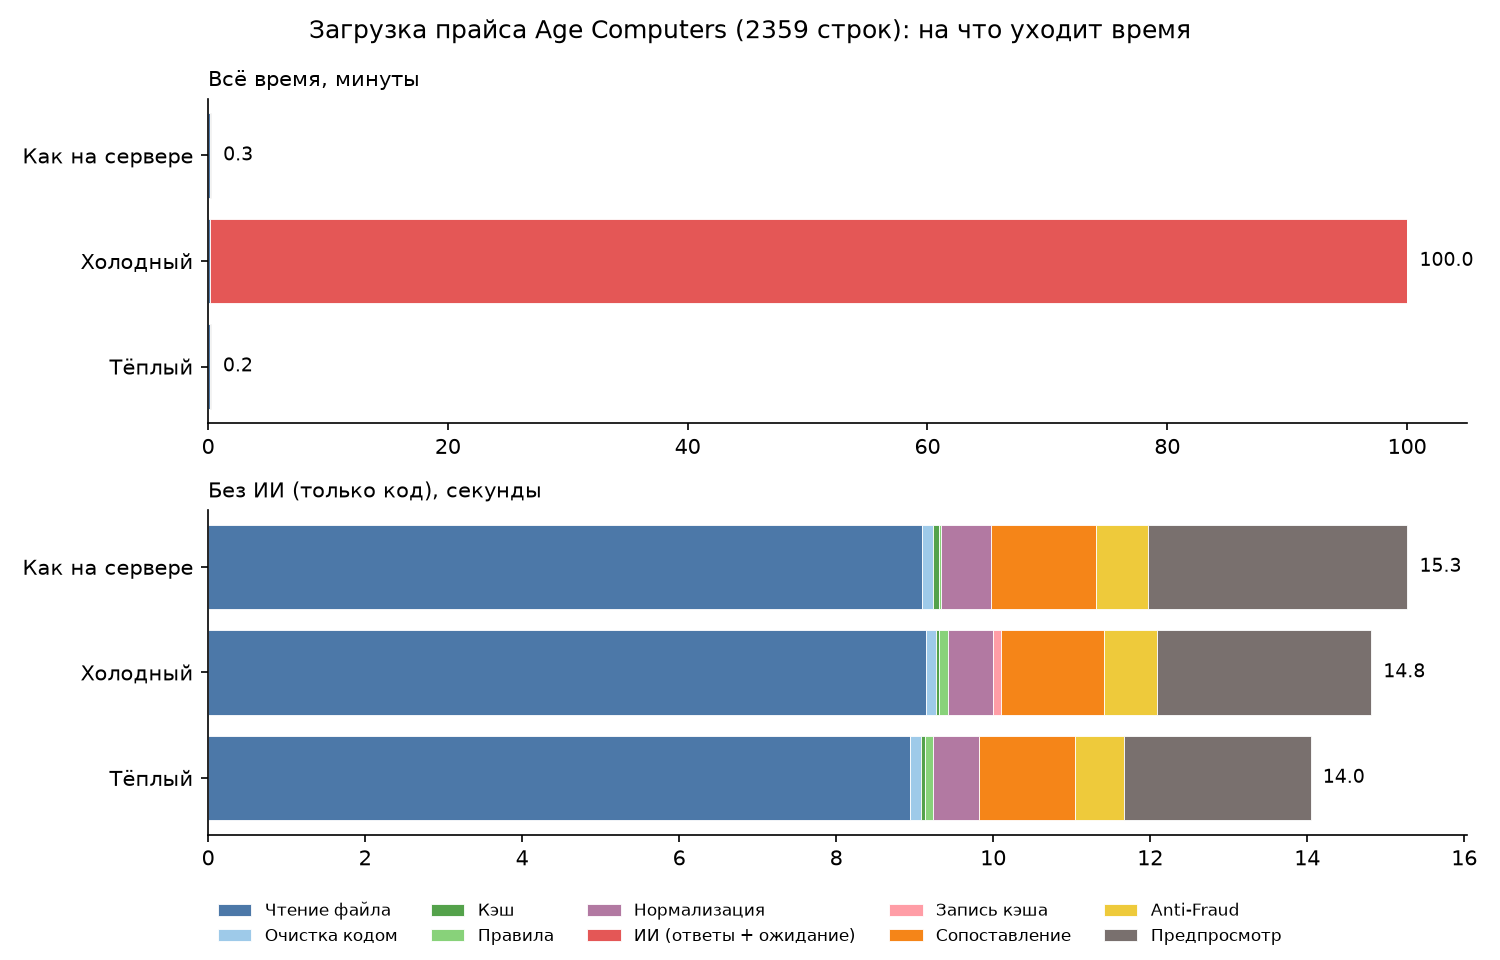 Загрузка прайса Age Computers (2359 строк): на что уходит время
Всё время, минуты
Как на сервере
0.3
Холодный
100.0
Тёплый
0.2
0 20 40 60 80 100
Без ИИ (только код), секунды
Как на сервере
15.3
Холодный
14.8
Тёплый
14.0
0 2 4 6 8 10 12 14 16
Чтение файла Кэш Нормализация Запись кэша Anti-Fraud
Очистка кодом Правила ИИ (ответы + ожидание) Сопоставление Предпросмотр